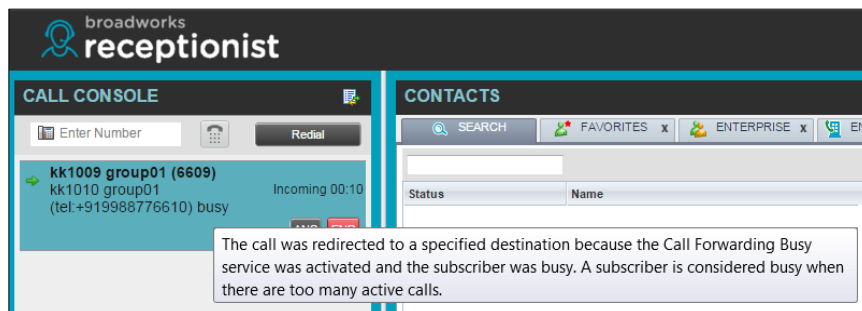 broadworks
receptionist
CALL CONSOLE
CONTACTS
Enter Number
Redial
SEARCH
FAVORITES x
ENTERPRISE x
kk1009 group01 (6609)
kk1010 group01
Incoming 00:10
(tel:+919988776610) busy
Status
Name
The call was redirected to a specified destination because the Call Forwarding Busy
service was activated and the subscriber was busy. A subscriber is considered busy when
there are too many active calls.